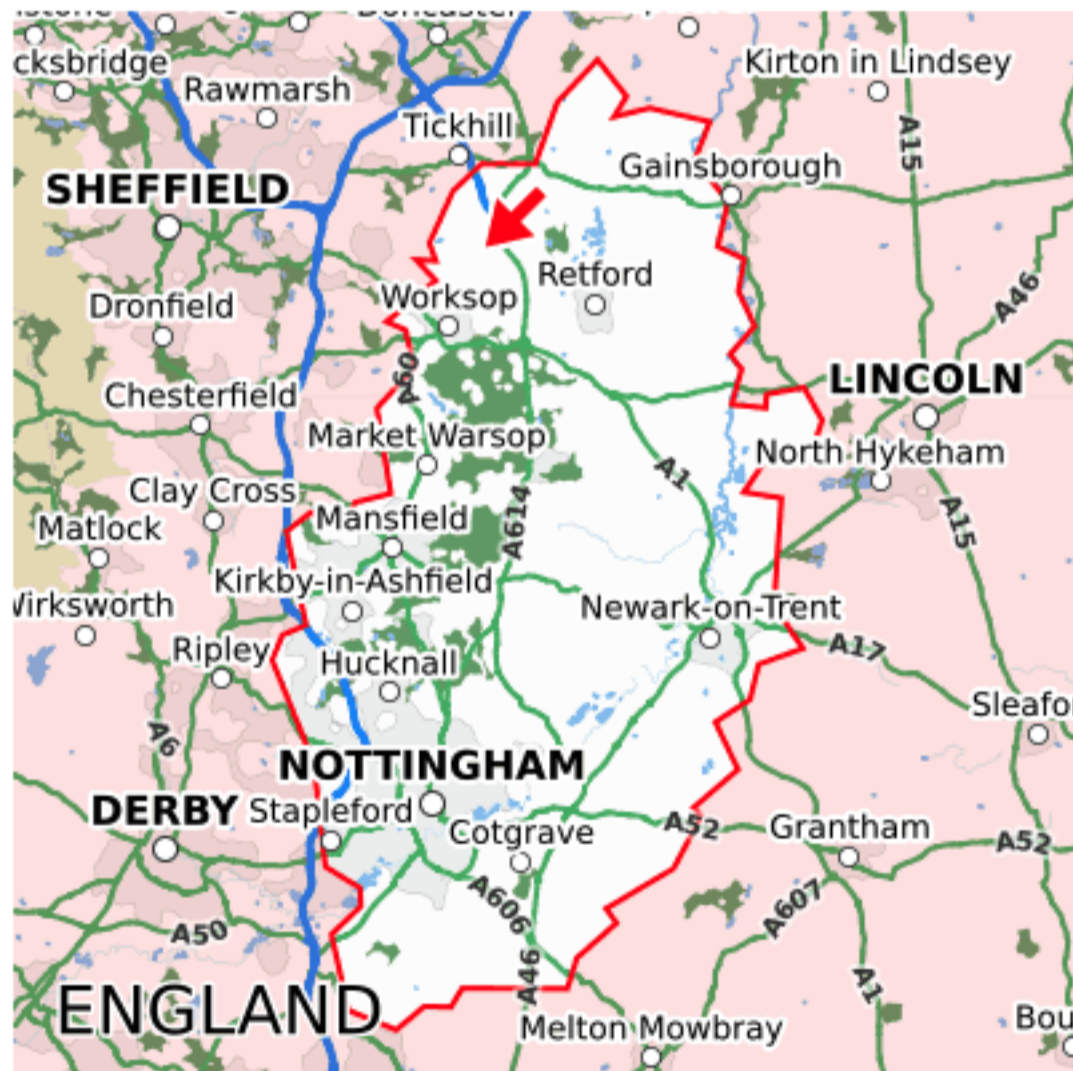 cksbridge
Rawmarsh
Kirton in Lindsey
Tickhill
A15
Gainsborough
SHEFFIELD
Worksop
Retford
Dronfield
A46
A60
LINCOLN
Chesterfield
Market Warsop
North Hykeham
A1
Clay Cross
A614
A15
Mansfield
Matlock
Kirkby-in-Ashfield
Virksworth
Newark-on-Trent
A17
Ripley
Hucknall
Sleafo
A6
NOTTINGHAM
DERBY
Stapleford
Cotgrave
A52
Grantham
A52
A606
A607
A50
A46
A1
ENGLAND
Melton Mowbray
Bou